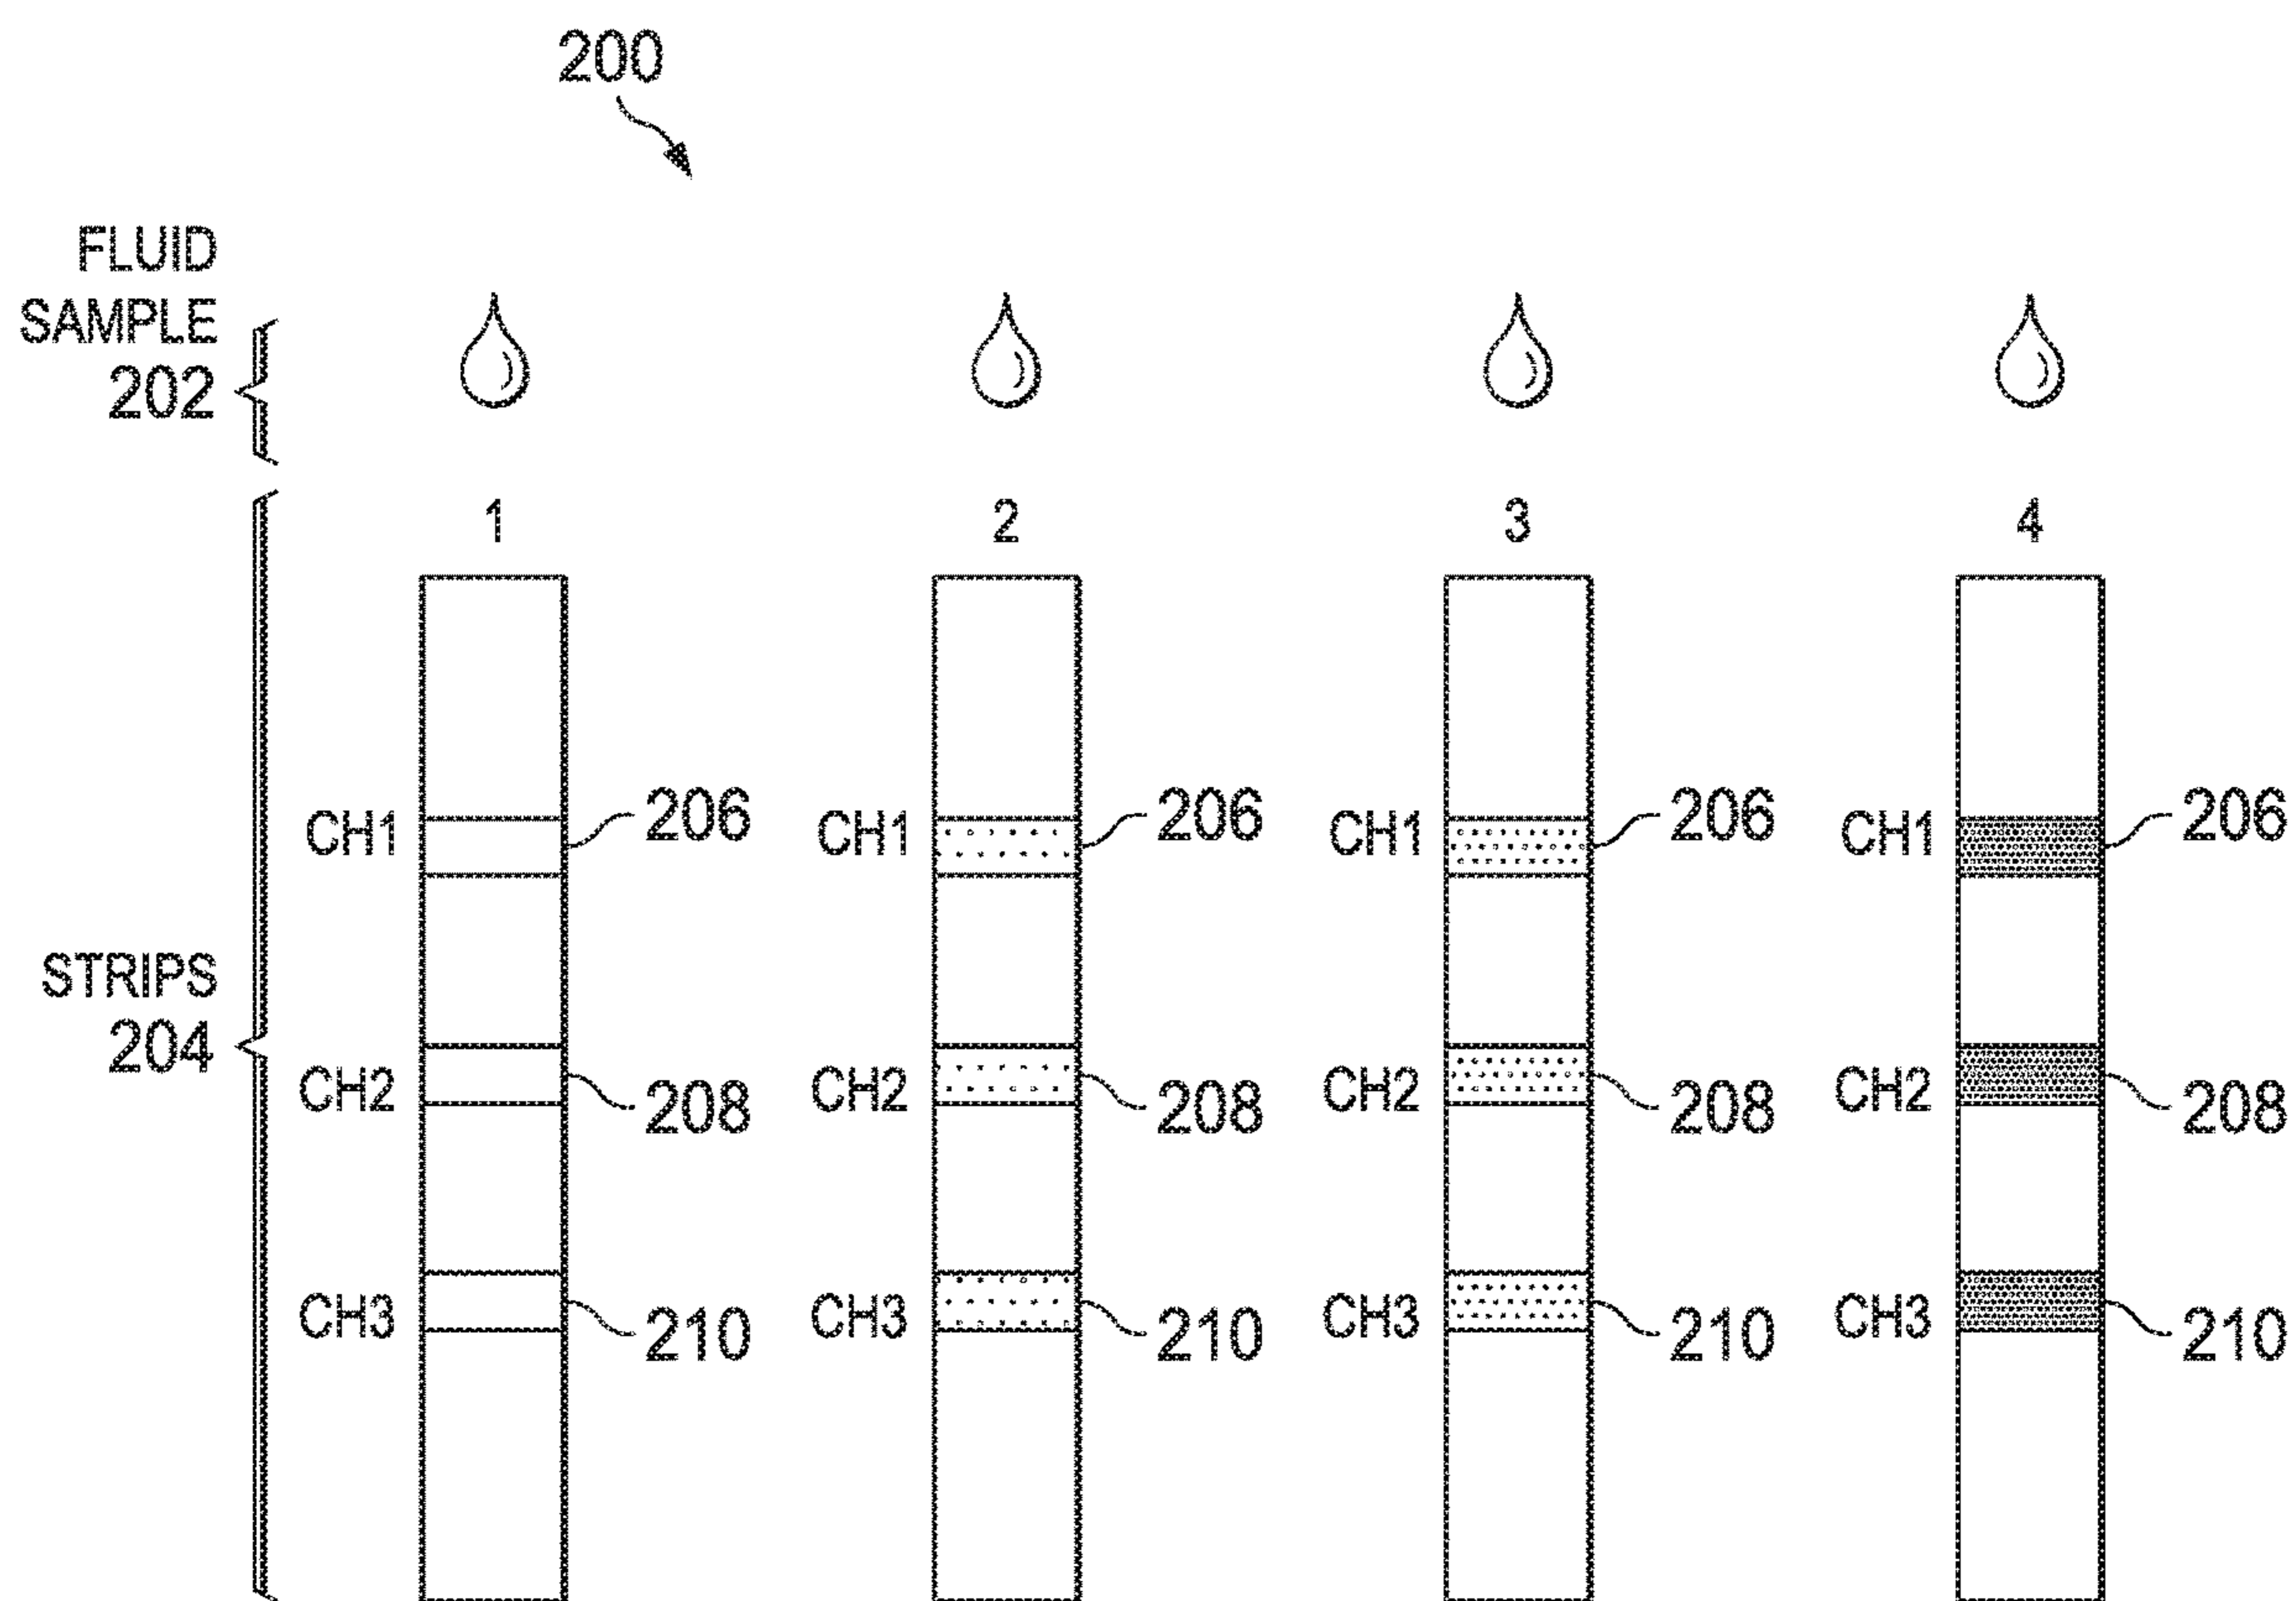 200
FLUID
SAMPLE
202
1 2 3 4
CH1 206 CH1 206 CH1 206 CH1 206
STRIPS
204
CH2 208 CH2 208 CH2 208 CH2 208
CH3 210 CH3 210 CH3 210 CH3 210